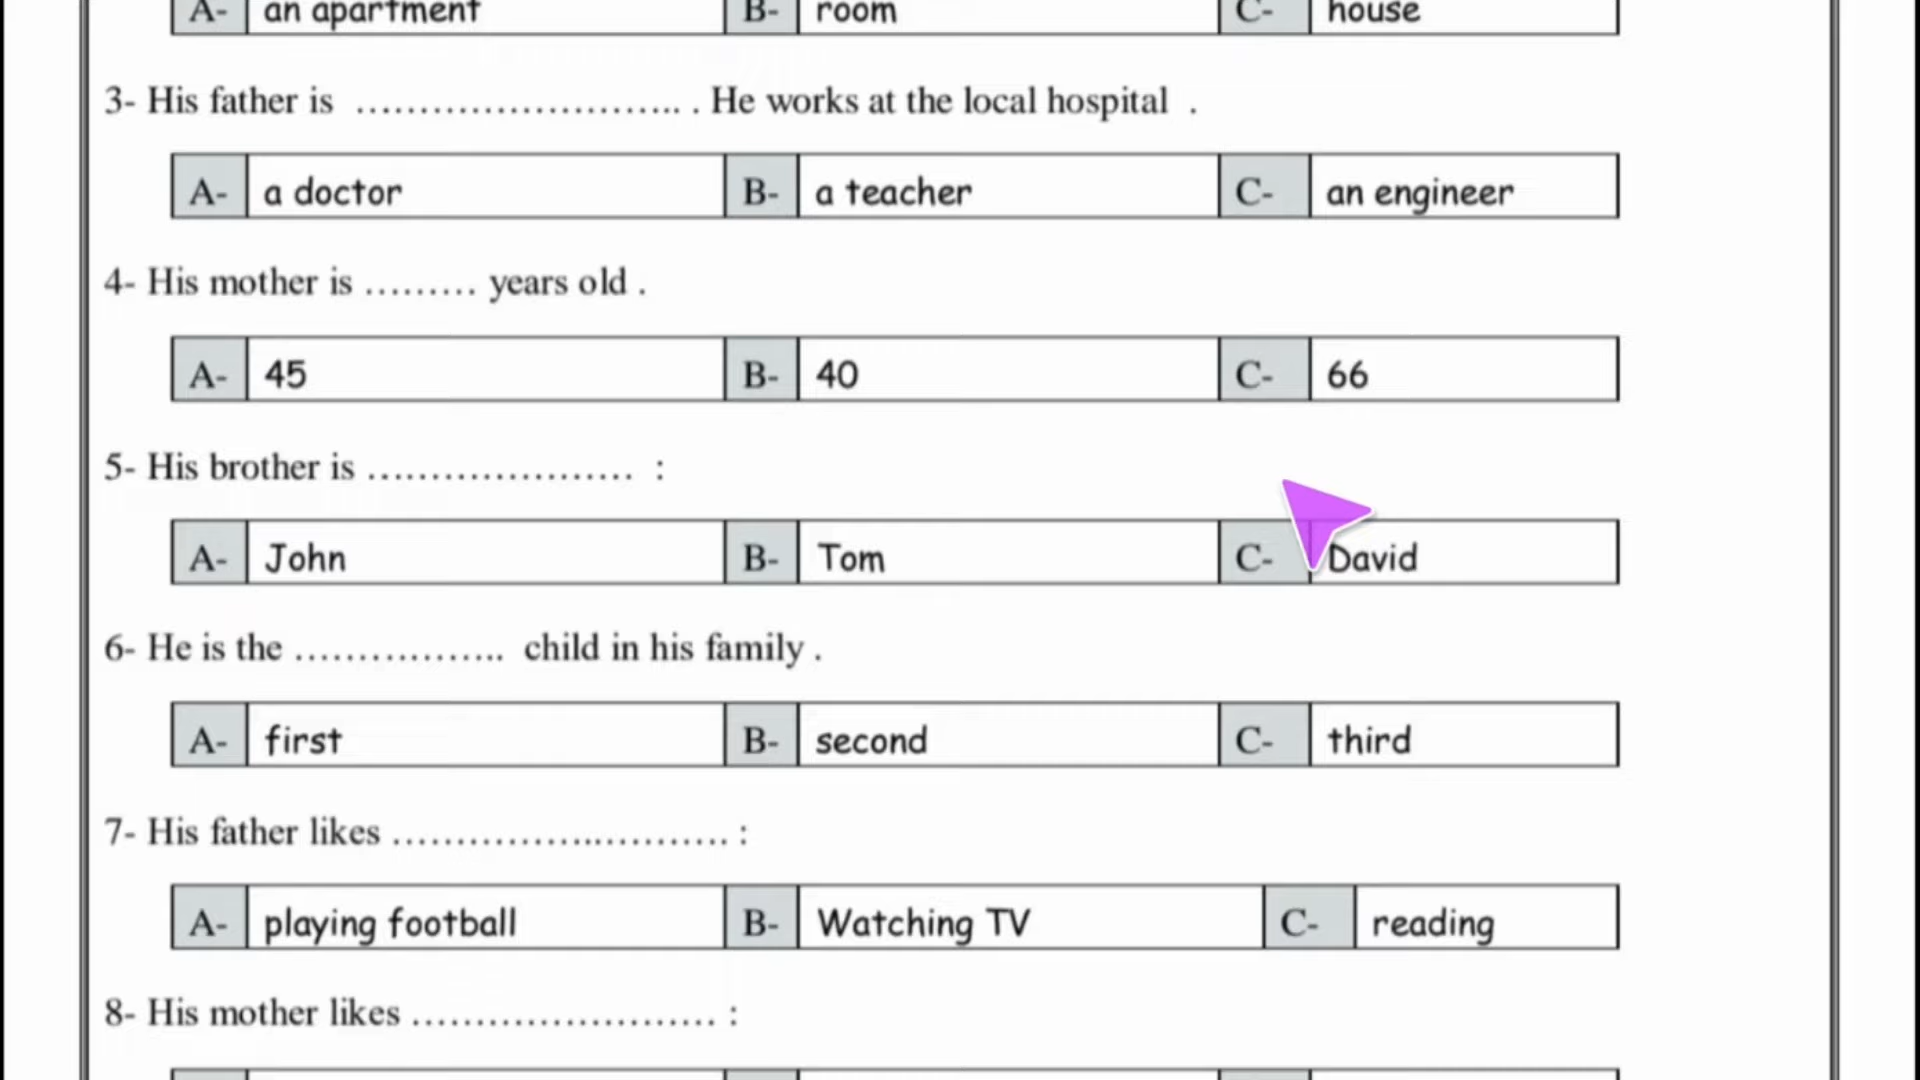 A- an apartment B- room C- house
3- His father is ........................... . He works at the local hospital .
A- a doctor B- a teacher C- an engineer
4- His mother is ......... years old .
A- 45 B- 40 C- 66
5- His brother is ..................... :
A- John B- Tom C- David
6- He is the ................. child in his family .
A- first B- second C- third
7- His father likes ........................... :
A- playing football B- Watching TV C- reading
8- His mother likes ........................ :